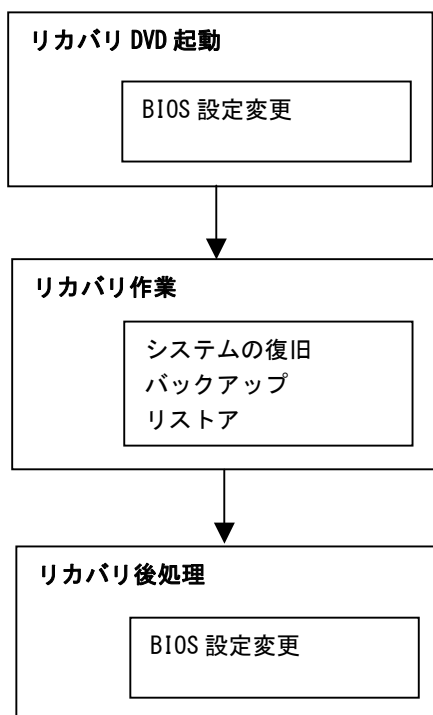 リカバリ DVD 起動
BIOS 設定変更
リカバリ作業
システムの復旧
バックアップ
リストア
リカバリ後処理
BIOS 設定変更